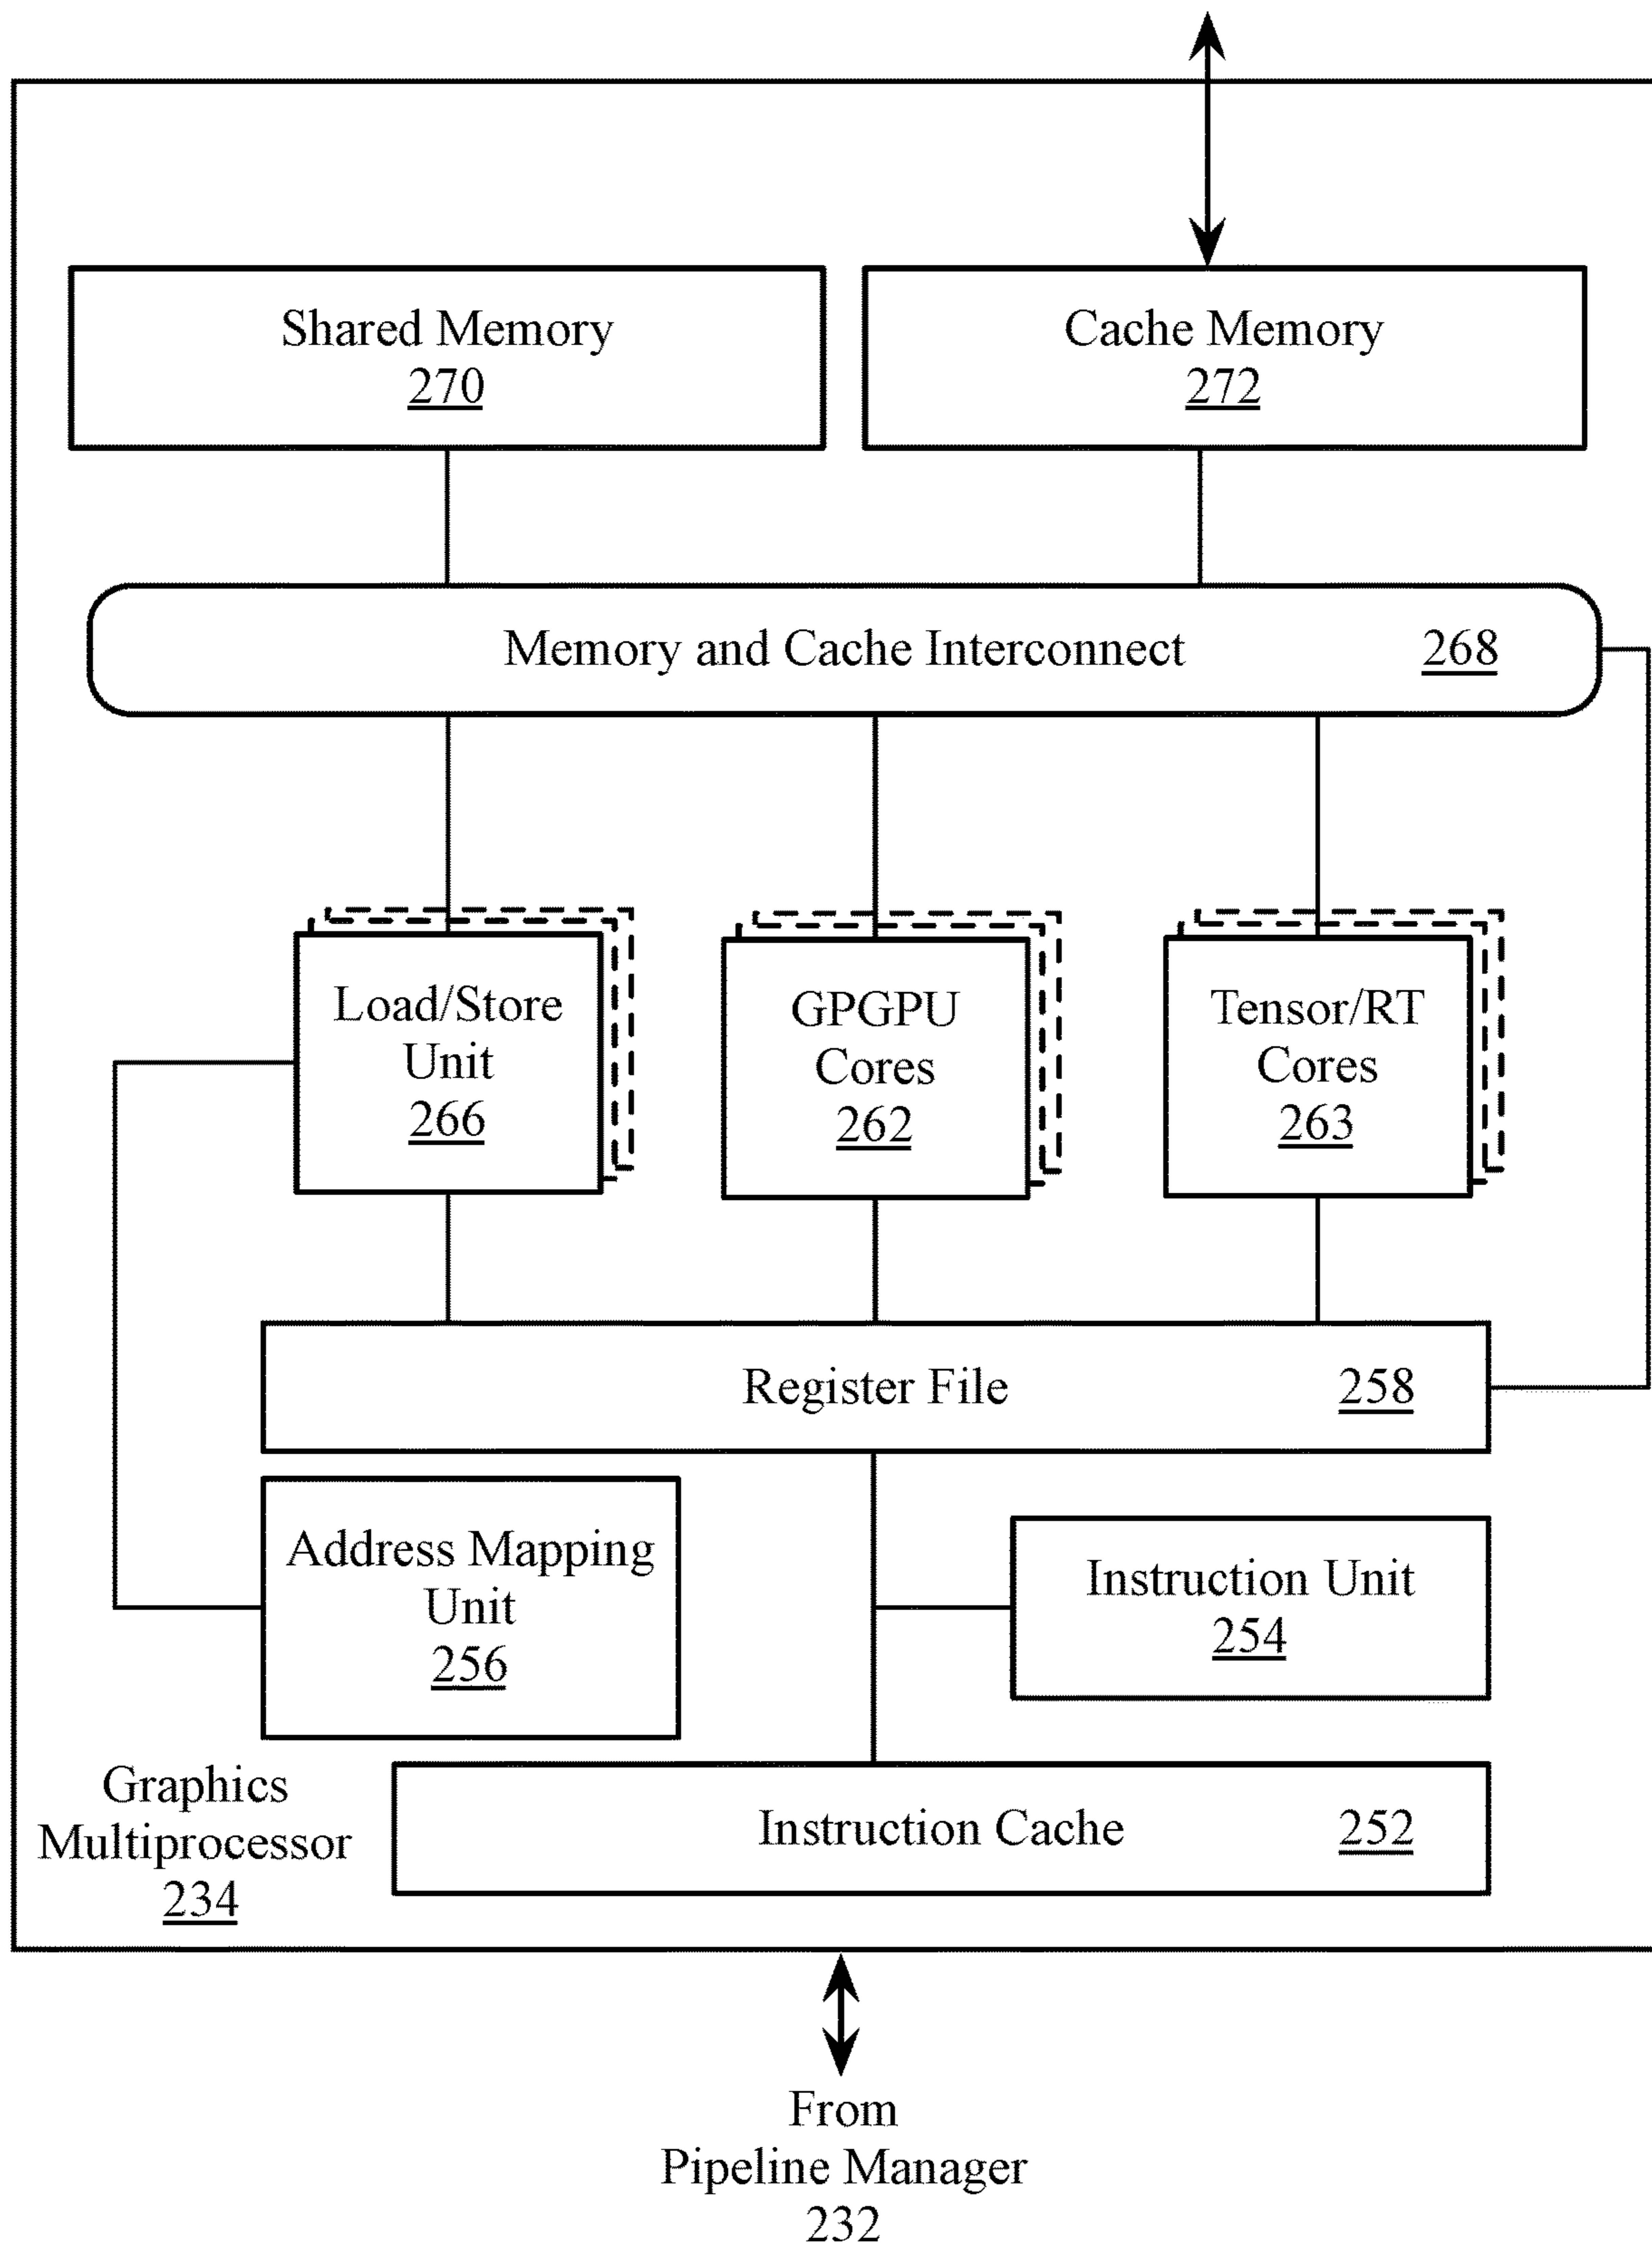 Shared Memory
270
Cache Memory
272
Memory and Cache Interconnect 268
Load/Store
Unit
266
GPGPU
Cores
262
Tensor/RT
Cores
263
Register File 258
Address Mapping
Unit
256
Instruction Unit
254
Graphics
Multiprocessor
234
Instruction Cache 252
From
Pipeline Manager
232